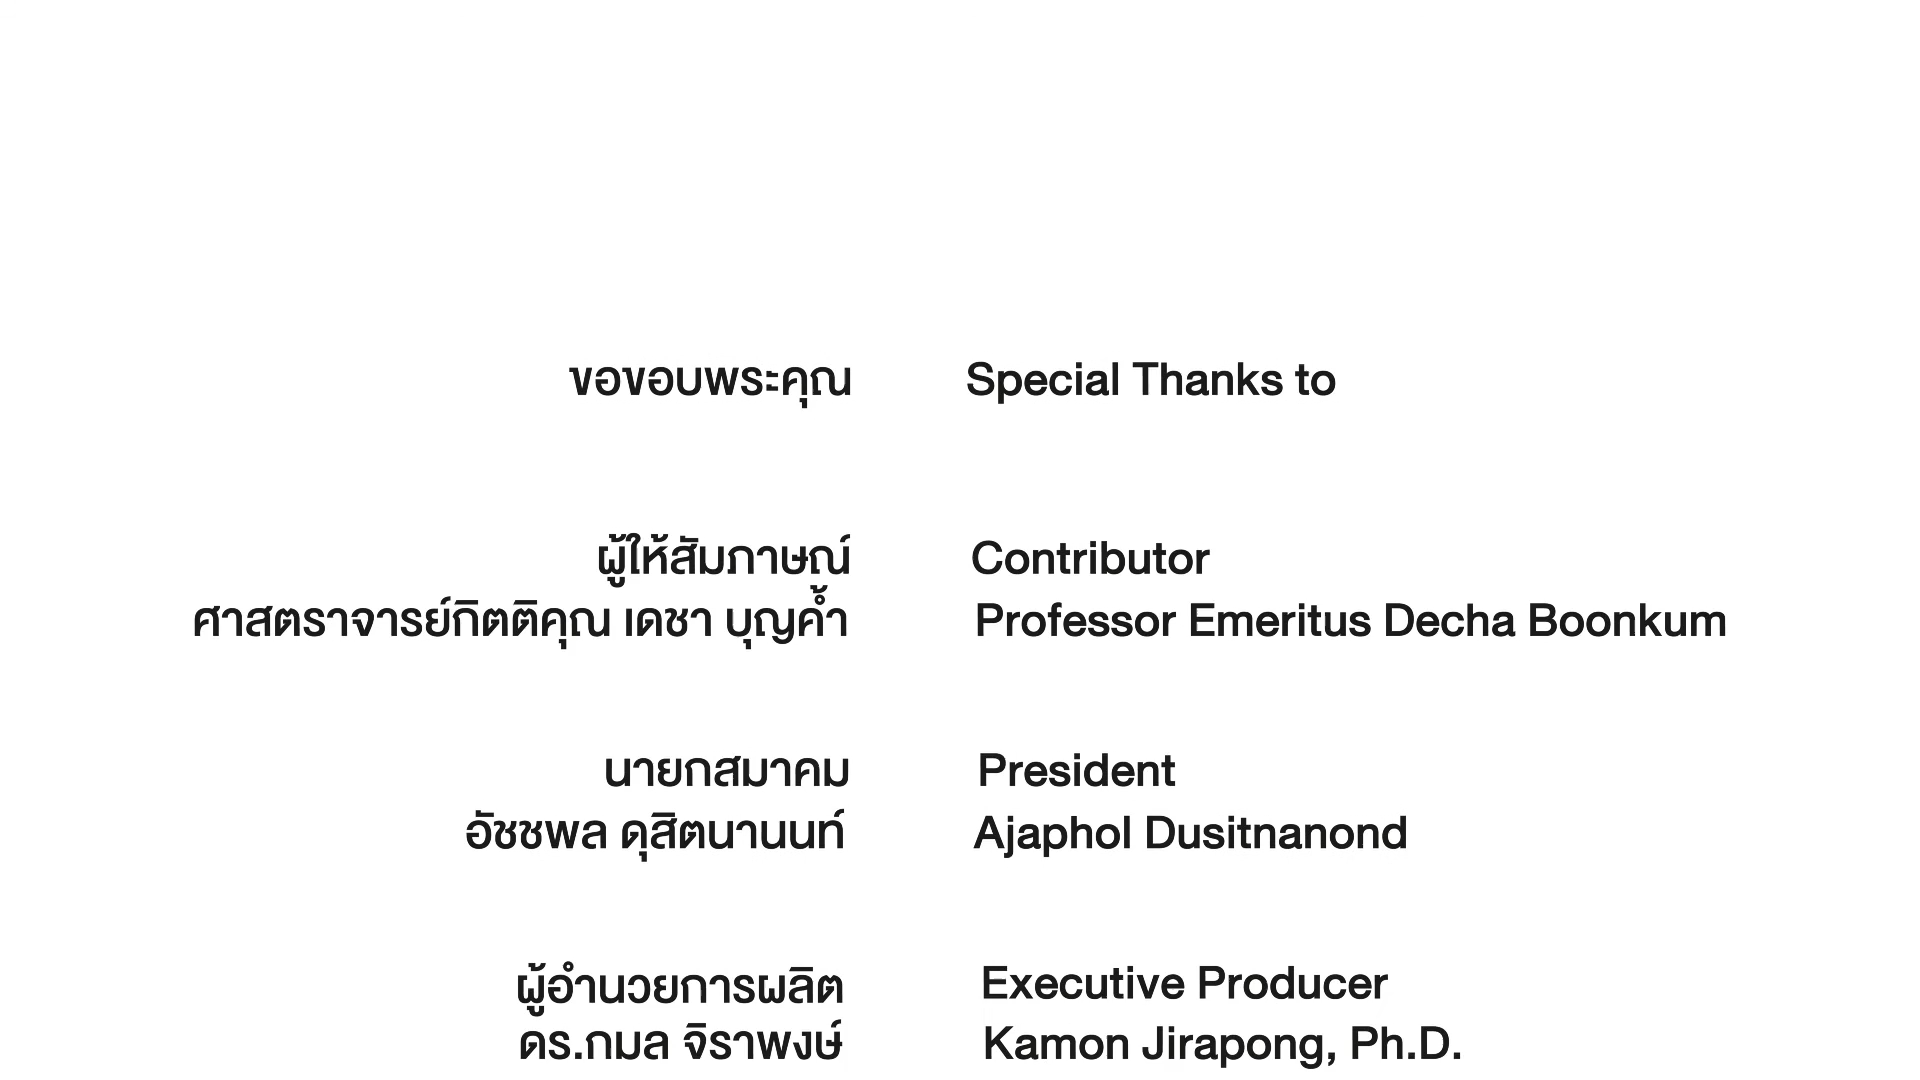 ขอขอบพระคุณ Special Thanks to
ผู้ให้สัมภาษณ์ Contributor
ศาสตราจารย์กิตติคุณ เดชา บุญค้ำ Professor Emeritus Decha Boonkum
นายกสมาคม President
อัชชพล ดุสิตนานนท์ Ajaphol Dusitnanond
ผู้อำนวยการผลิต Executive Producer
ดร.กมล จิราพงษ์ Kamon Jirapong, Ph.D.